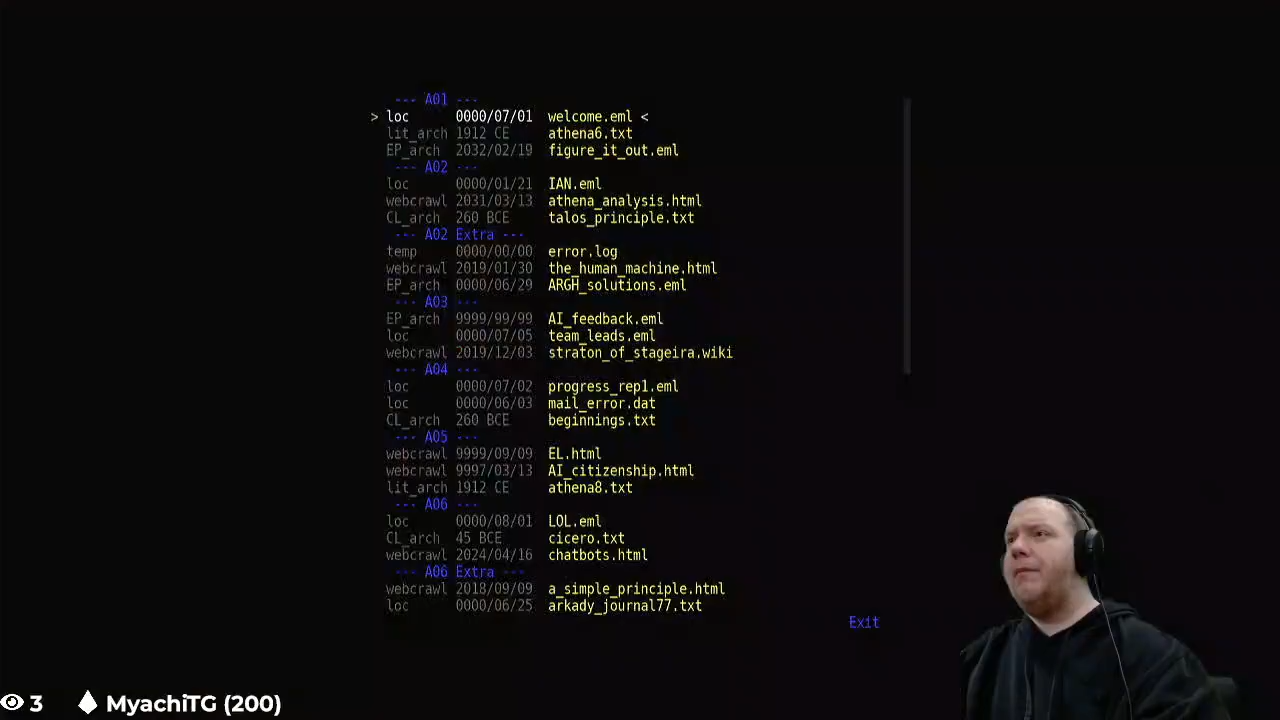 --- A01 ---
> loc 0000/07/01 welcome.eml <
lit_arch 1912 CE athena6.txt
EP_arch 2032/02/19 figure_it_out.eml
--- A02 ---
loc 0000/01/21 IAN.eml
webcrawl 2031/03/13 athena_analysis.html
CL_arch 260 BCE talos_principle.txt
--- A02 Extra ---
temp 0000/00/00 error.log
webcrawl 2019/01/30 the_human_machine.html
EP_arch 0000/06/29 ARGH_solutions.eml
--- A03 ---
EP_arch 9999/99/99 AI_feedback.eml
loc 0000/07/05 team_leads.eml
webcrawl 2019/12/03 straton_of_stageira.wiki
--- A04 ---
loc 0000/07/02 progress_rep1.eml
loc 0000/06/03 mail_error.dat
CL_arch 260 BCE beginnings.txt
--- A05 ---
webcrawl 9999/09/09 EL.html
webcrawl 9997/03/13 AI_citizenship.html
lit_arch 1912 CE athena8.txt
--- A06 ---
loc 0000/08/01 LOL.eml
CL_arch 45 BCE cicero.txt
webcrawl 2024/04/16 chatbots.html
--- A06 Extra ---
webcrawl 2018/09/09 a_simple_principle.html
loc 0000/06/25 arkady_journal77.txt
Exit
3 MyachiTG (200)